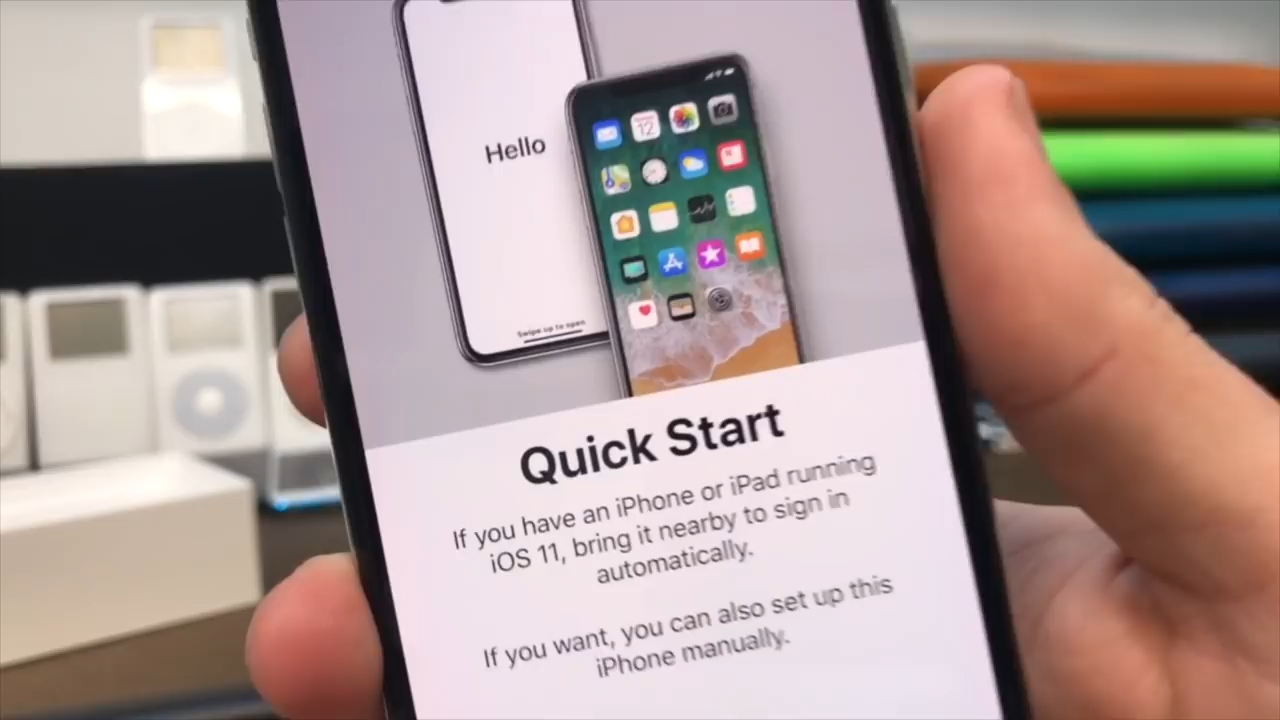 Hello
12
Swipe up to open
Quick Start
If you have an iPhone or iPad running
iOS 11, bring it nearby to sign in
automatically.
If you want, you can also set up this
iPhone manually.